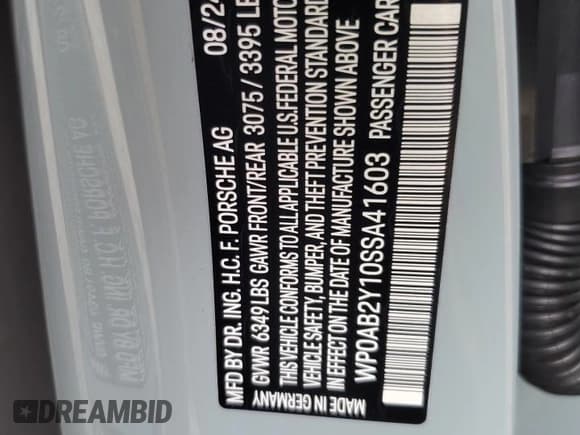 MFD BY DR. ING. H.C. F. PORSCHE AG 08/24
GVWR 6349 LBS GAWR FRONT/REAR 3075 / 3395 LB
THIS VEHICLE CONFORMS TO ALL APPLICABLE U.S. FEDERAL MOTOR
VEHICLE SAFETY, BUMPER, AND THEFT PREVENTION STANDARD
IN EFFECT ON THE DATE OF MANUFACTURE SHOWN ABOVE
WP0AB2Y10SSA41603 PASSENGER CAR
MADE IN GERMANY
DREAMBID